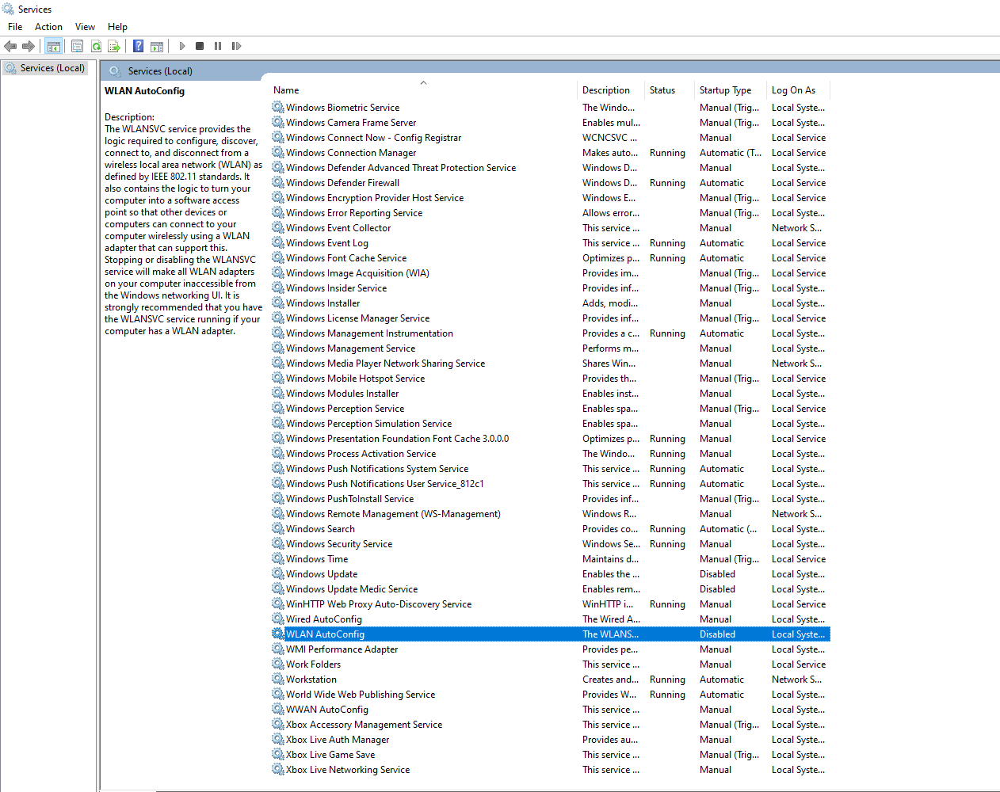 Services
File Action View Help
Services (Local)
Services (Local)
WLAN AutoConfig
Description:
The WLANSVC service provides the
logic required to configure, discover,
connect to, and disconnect from a
wireless local area network (WLAN) as
defined by IEEE 802.11 standards. It
also contains the logic to turn your
computer into a software access
point so that other devices or
computers can connect to your
computer wirelessly using a WLAN
adapter that can support this.
Stopping or disabling the WLANSVC
service will make all WLAN adapters
on your computer inaccessible from
the Windows networking UI. It is
strongly recommended that you have
the WLANSVC service running if your
computer has a WLAN adapter.
Name Description Status Startup Type Log On As
Windows Biometric Service The Windo... Manual (Trig... Local Syste...
Windows Camera Frame Server Enables mul... Manual (Trig... Local Syste...
Windows Connect Now - Config Registrar WCNCSVC ... Manual Local Service
Windows Connection Manager Makes auto... Running Automatic (T... Local Service
Windows Defender Advanced Threat Protection Service Windows D... Manual Local Syste...
Windows Defender Firewall Windows D... Running Automatic Local Service
Windows Encryption Provider Host Service Windows E... Manual (Trig... Local Service
Windows Error Reporting Service Allows error... Manual (Trig... Local Syste...
Windows Event Collector This service ... Manual Network S...
Windows Event Log This service ... Running Automatic Local Service
Windows Font Cache Service Optimizes p... Running Automatic Local Service
Windows Image Acquisition (WIA) Provides im... Manual (Trig... Local Service
Windows Insider Service Provides inf... Manual (Trig... Local Syste...
Windows Installer Adds, modi... Manual Local Syste...
Windows License Manager Service Provides inf... Manual (Trig... Local Service
Windows Management Instrumentation Provides a c... Running Automatic Local Syste...
Windows Management Service Performs m... Manual Local Syste...
Windows Media Player Network Sharing Service Shares Win... Manual Network S...
Windows Mobile Hotspot Service Provides th... Manual (Trig... Local Service
Windows Modules Installer Enables inst... Manual Local Syste...
Windows Perception Service Enables spa... Manual (Trig... Local Service
Windows Perception Simulation Service Enables spa... Manual Local Syste...
Windows Presentation Foundation Font Cache 3.0.0.0 Optimizes p... Running Manual Local Service
Windows Process Activation Service The Windo... Running Manual Local Syste...
Windows Push Notifications System Service This service ... Running Automatic Local Syste...
Windows Push Notifications User Service_812c1 This service ... Running Automatic Local Syste...
Windows PushToInstall Service Provides inf... Manual (Trig... Local Syste...
Windows Remote Management (WS-Management) Windows R... Manual Network S...
Windows Search Provides co... Running Automatic (... Local Syste...
Windows Security Service Windows Se... Running Manual Local Syste...
Windows Time Maintains d... Manual (Trig... Local Service
Windows Update Enables the ... Disabled Local Syste...
Windows Update Medic Service Enables rem... Disabled Local Syste...
WinHTTP Web Proxy Auto-Discovery Service WinHTTP i... Running Manual Local Service
Wired AutoConfig The Wired A... Manual Local Syste...
WLAN AutoConfig The WLANS... Disabled Local Syste...
WMI Performance Adapter Provides pe... Manual Local Syste...
Work Folders This service ... Manual Local Service
Workstation Creates and... Running Automatic Network S...
World Wide Web Publishing Service Provides W... Running Automatic Local Syste...
WWAN AutoConfig This service ... Manual Local Syste...
Xbox Accessory Management Service This service ... Manual (Trig... Local Syste...
Xbox Live Auth Manager Provides au... Manual Local Syste...
Xbox Live Game Save This service ... Manual (Trig... Local Syste...
Xbox Live Networking Service This service ... Manual Local Syste...